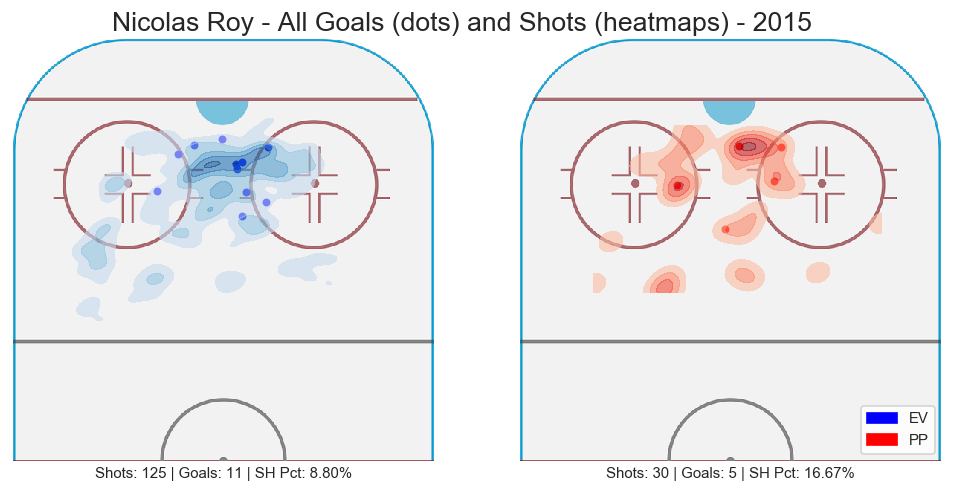 Nicolas Roy - All Goals (dots) and Shots (heatmaps) - 2015
EV
PP
Shots: 125 | Goals: 11 | SH Pct: 8.80%
Shots: 30 | Goals: 5 | SH Pct: 16.67%